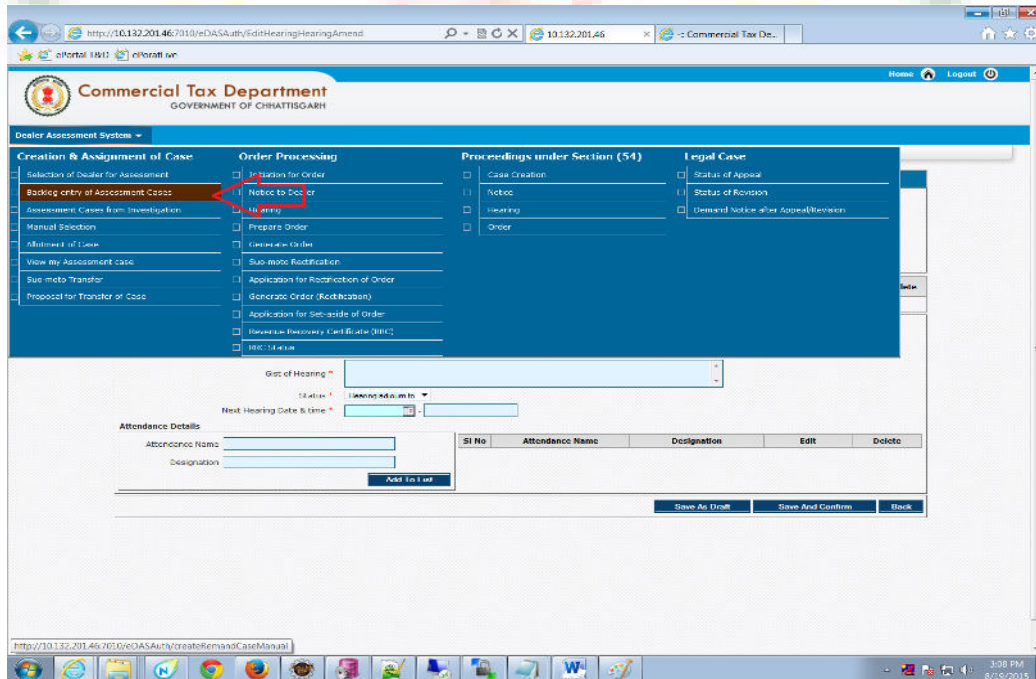 http://10.132.201.46:7010/eDASAuth/EditHearingHearingAmend
10.132.201.46
Commercial Tax De...
ePortal
Home
Logout
Commercial Tax Department
GOVERNMENT OF CHHATTISGARH
Dealer Assessment System
Creation & Assignment of Case
Selection of Dealer for Assessment
Backlog entry of Assessment Cases
Assessment Cases from Investigation
Manual Selection
Allotment of Case
View my Assessment case
Suo-moto Transfer
Proposal for Transfer of Case
Order Processing
Initiation for Order
Notice to Dealer
Hearing
Prepare Order
Generate Order
Suo-moto Rectification
Application for Rectification of Order
Generate Order (Rectification)
Application for Set-aside of Order
Revenue Recovery Certificate (RRC)
RRC Status
Proceedings under Section (54)
Case Creation
Notice
Hearing
Order
Legal Case
Status of Appeal
Status of Revision
Demand Notice after Appeal/Revision
Gist of Hearing *
Status * Hearing adjourn to
Next Hearing Date & time * -
Attendance Details
Attendance Name
Designation
Add To List
Sl No Attendance Name Designation Edit Delete
Save As Draft Save And Confirm Back
http://10.132.201.46:7010/eDASAuth/createRemandCaseManual
3:08 PM
8/19/2015